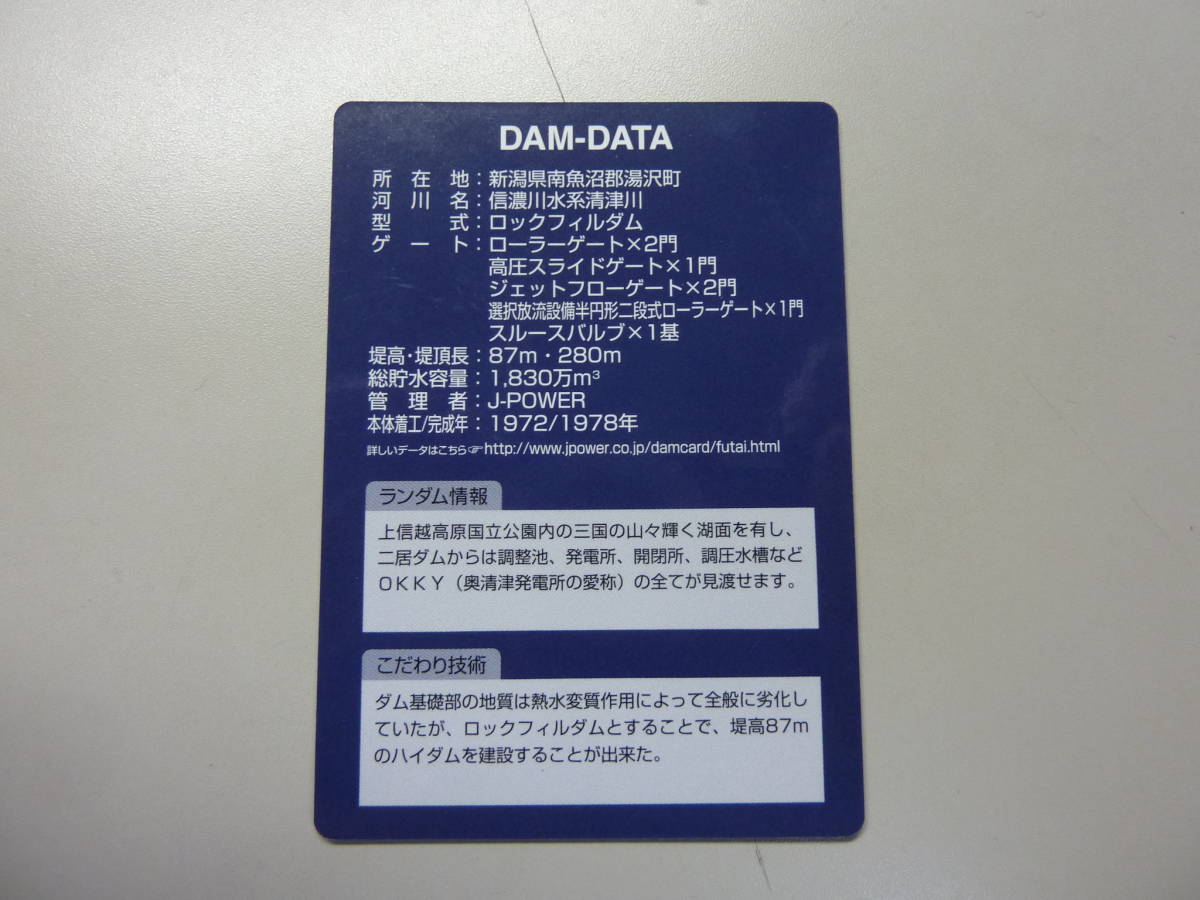 DAM-DATA
所在地：新潟県南魚沼郡湯沢町
河川名：信濃川水系清津川
型式：ロックフィルダム
ゲート：ローラーゲート×2門
高圧スライドゲート×1門
ジェットフローゲート×2門
選択放流設備半円形二段式ローラーゲート×1門
スルースバルブ×1基
堤高・堤頂長：87m・280m
総貯水容量：1,830万m³
管理者：J-POWER
本体着工/完成年：1972/1978年
詳しいデータはこちら☞http://www.jpower.co.jp/damcard/futai.html
ランダム情報
上信越高原国立公園内の三国の山々輝く湖面を有し、
二居ダムからは調整池、発電所、開閉所、調圧水槽など
OKKY（奥清津発電所の愛称）の全てが見渡せます。
こだわり技術
ダム基礎部の地質は熱水変質作用によって全般に劣化し
ていたが、ロックフィルダムとすることで、堤高87m
のハイダムを建設することが出来た。